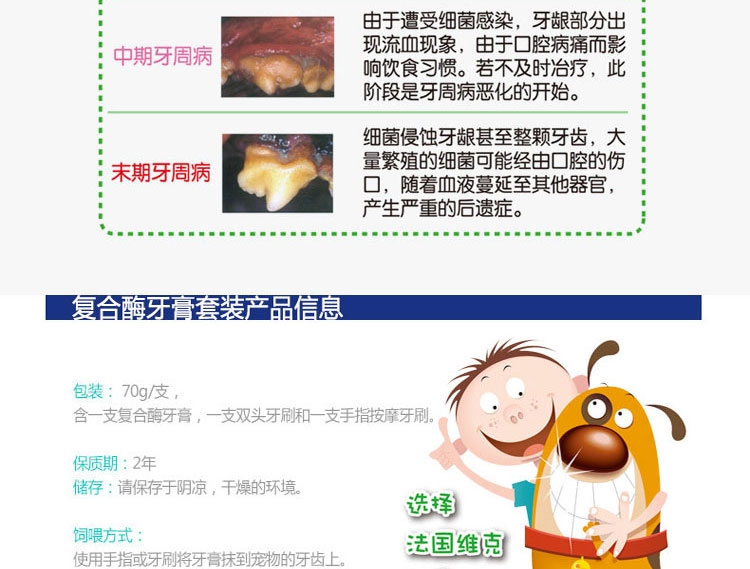 中期牙周病
由于遭受细菌感染，牙龈部分出
现流血现象，由于口腔病痛而影
响饮食习惯。若不及时治疗，此
阶段是牙周病恶化的开始。
末期牙周病
细菌侵蚀牙龈甚至整颗牙齿，大
量繁殖的细菌可能经由口腔的伤
口，随着血液蔓延至其他器官，
产生严重的后遗症。
复合酶牙膏套装产品信息
包装： 70g/支，
含一支复合酶牙膏，一支双头牙刷和一支手指按摩牙刷。
保质期：2年
储存：请保存于阴凉，干燥的环境。
饲喂方式：
使用手指或牙刷将牙膏抹到宠物的牙齿上。
选择
法国维克